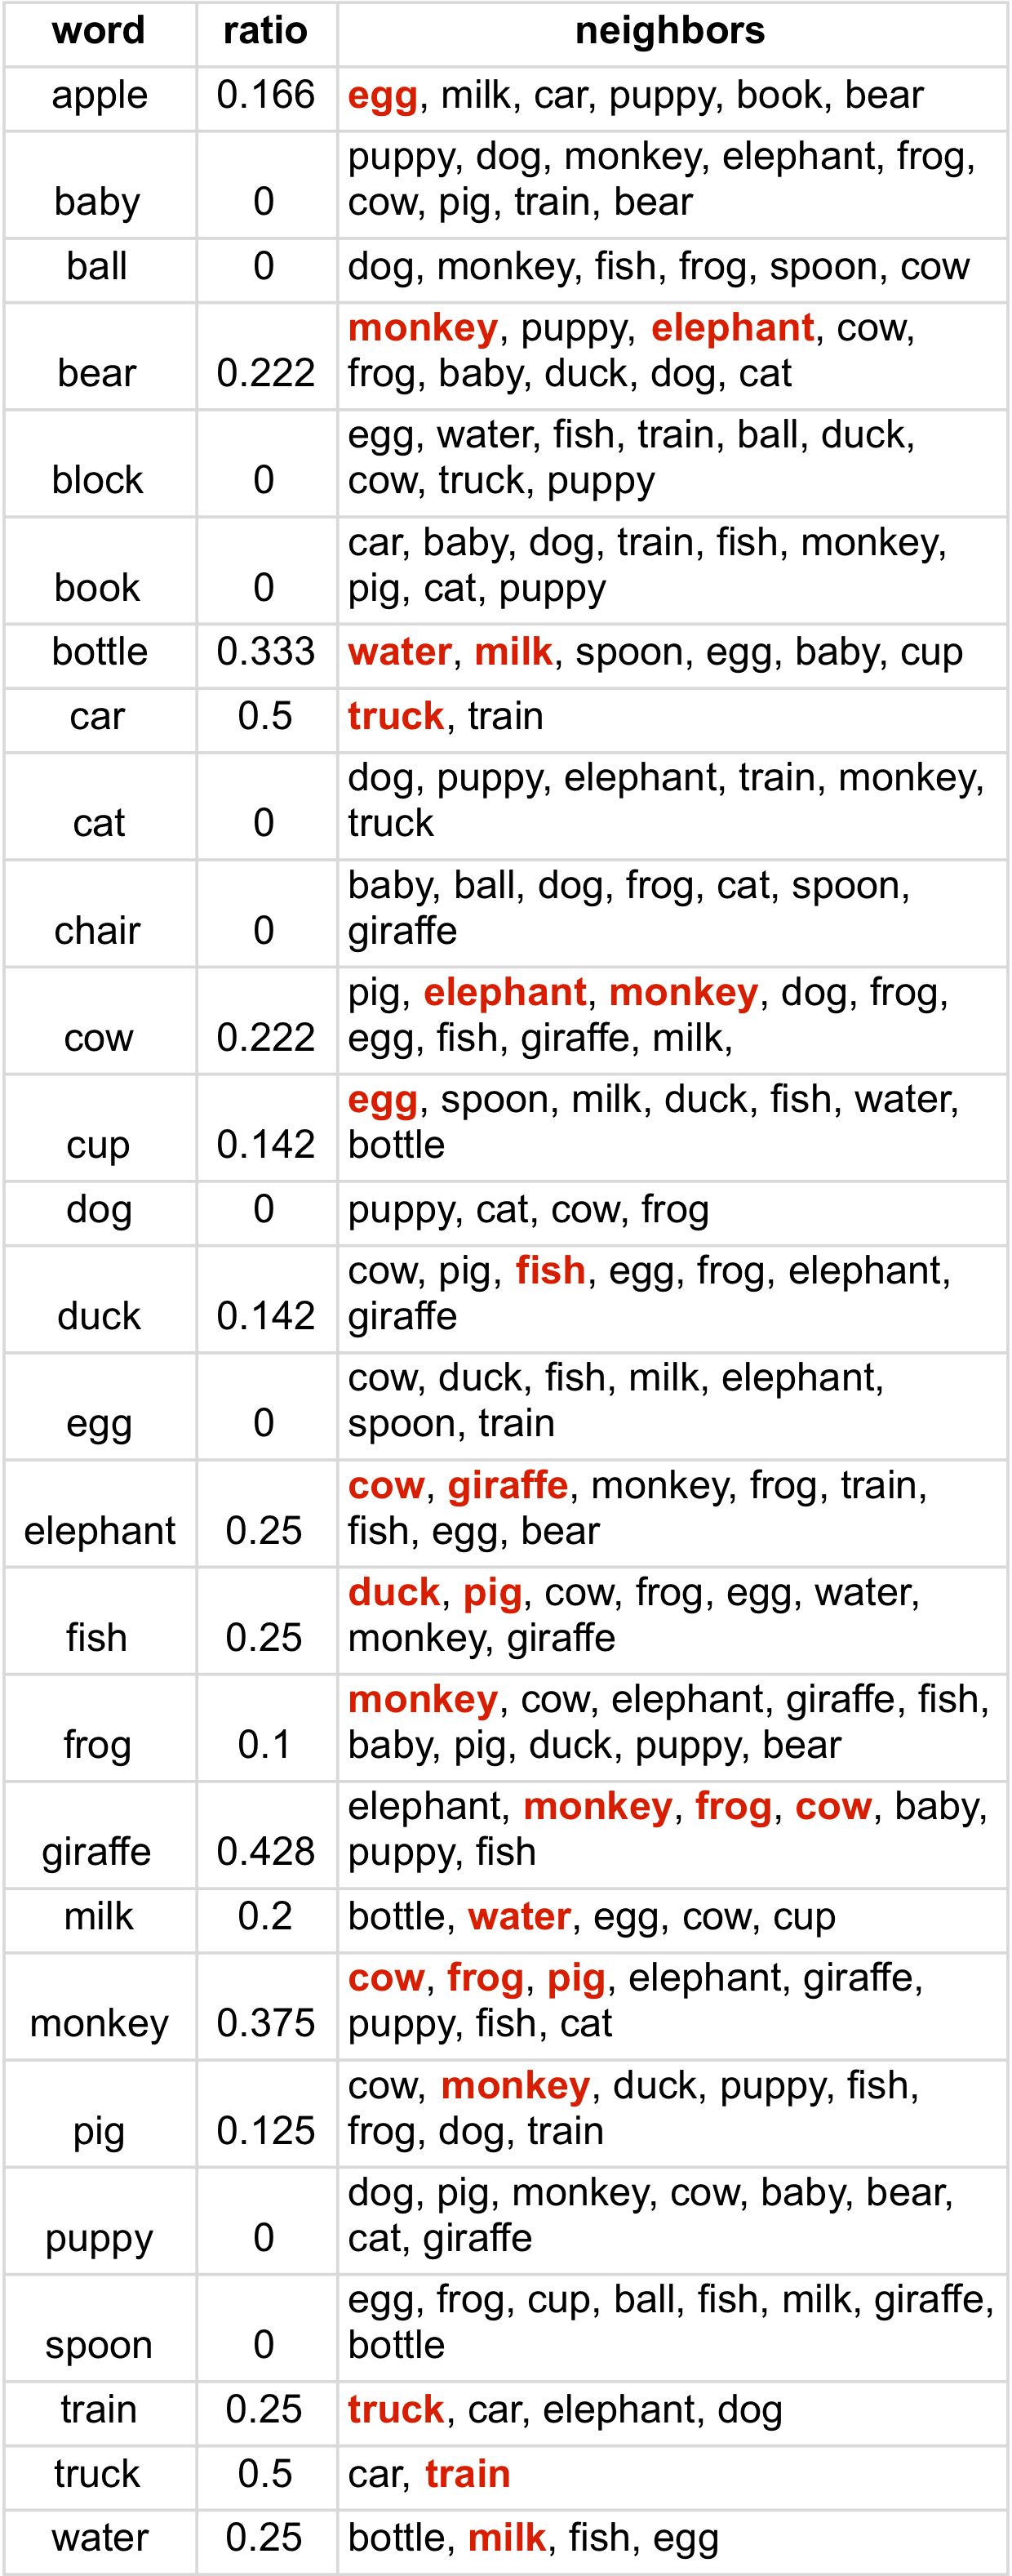 word ratio neighbors
apple 0.166 egg, milk, car, puppy, book, bear
puppy, dog, monkey, elephant, frog,
baby 0 cow, pig, train, bear
ball 0 dog, monkey, fish, frog, spoon, cow
monkey, puppy, elephant, cow,
bear 0.222 frog, baby, duck, dog, cat
egg, water, fish, train, ball, duck,
block 0 cow, truck, puppy
car, baby, dog, train, fish, monkey,
book 0 pig, cat, puppy
bottle 0.333 water, milk, spoon, egg, baby, cup
car 0.5 truck, train
dog, puppy, elephant, train, monkey,
cat 0 truck
baby, ball, dog, frog, cat, spoon,
chair 0 giraffe
pig, elephant, monkey, dog, frog,
cow 0.222 egg, fish, giraffe, milk,
egg, spoon, milk, duck, fish, water,
cup 0.142 bottle
dog 0 puppy, cat, cow, frog
cow, pig, fish, egg, frog, elephant,
duck 0.142 giraffe
cow, duck, fish, milk, elephant,
egg 0 spoon, train
cow, giraffe, monkey, frog, train,
elephant 0.25 fish, egg, bear
duck, pig, cow, frog, egg, water,
fish 0.25 monkey, giraffe
monkey, cow, elephant, giraffe, fish,
frog 0.1 baby, pig, duck, puppy, bear
elephant, monkey, frog, cow, baby,
giraffe 0.428 puppy, fish
milk 0.2 bottle, water, egg, cow, cup
cow, frog, pig, elephant, giraffe,
monkey 0.375 puppy, fish, cat
cow, monkey, duck, puppy, fish,
pig 0.125 frog, dog, train
dog, pig, monkey, cow, baby, bear,
puppy 0 cat, giraffe
egg, frog, cup, ball, fish, milk, giraffe,
spoon 0 bottle
train 0.25 truck, car, elephant, dog
truck 0.5 car, train
water 0.25 bottle, milk, fish, egg